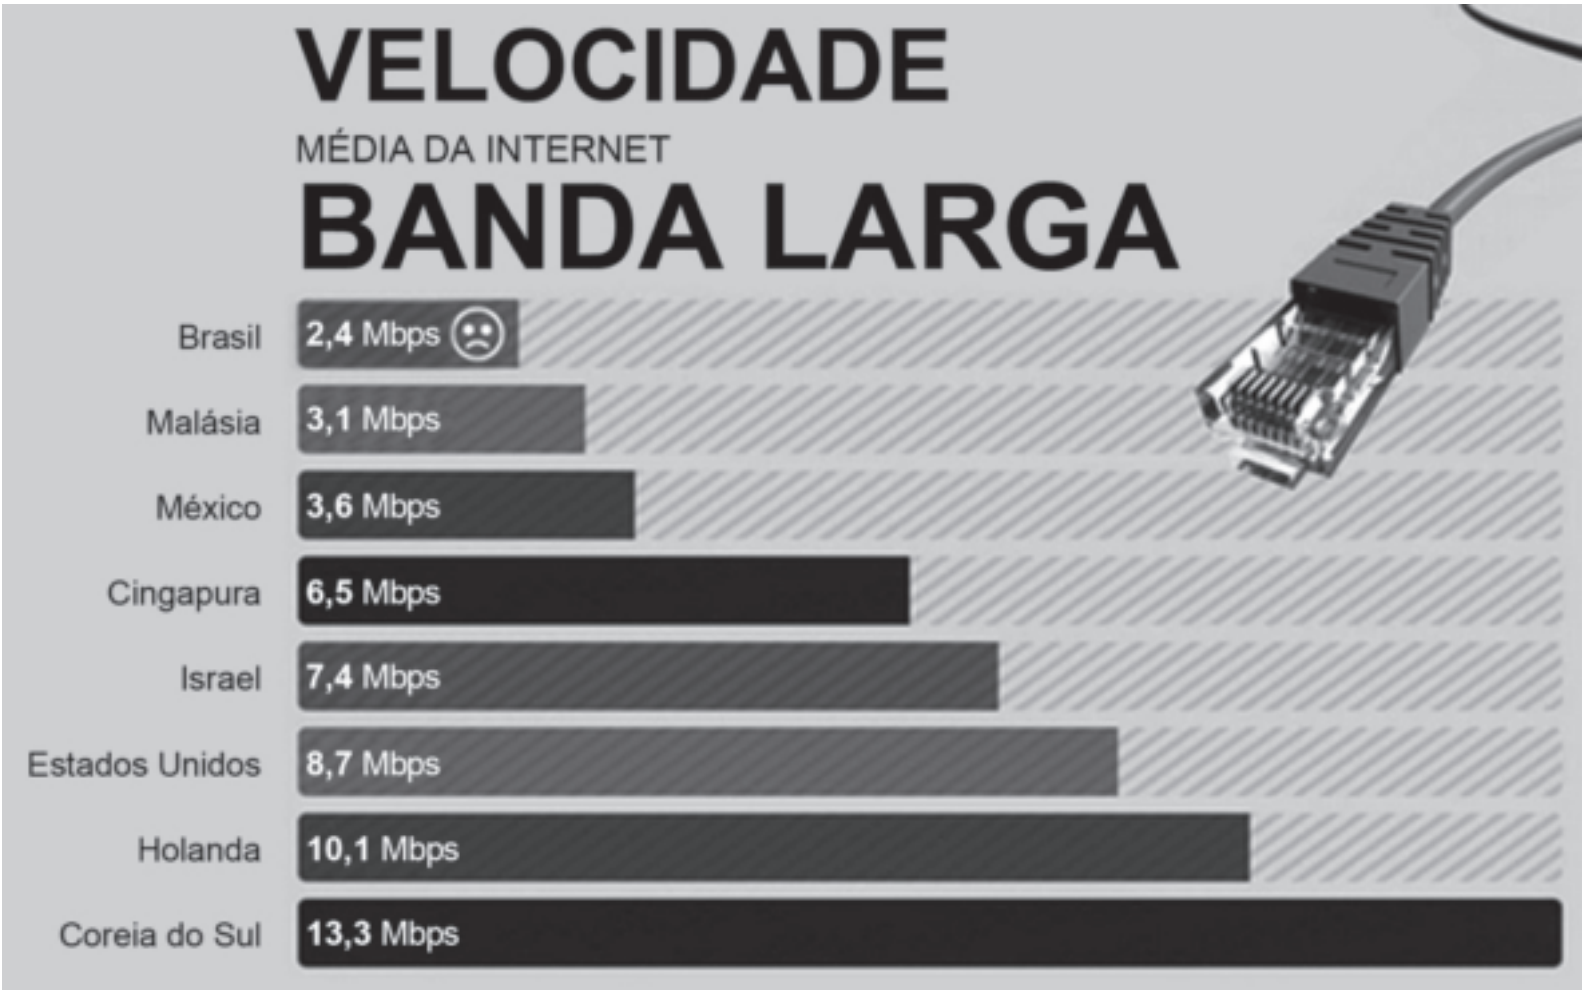 VELOCIDADE
MÉDIA DA INTERNET
BANDA LARGA
Brasil 2,4 Mbps
Malásia 3,1 Mbps
México 3,6 Mbps
Cingapura 6,5 Mbps
Israel 7,4 Mbps
Estados Unidos 8,7 Mbps
Holanda 10,1 Mbps
Coreia do Sul 13,3 Mbps